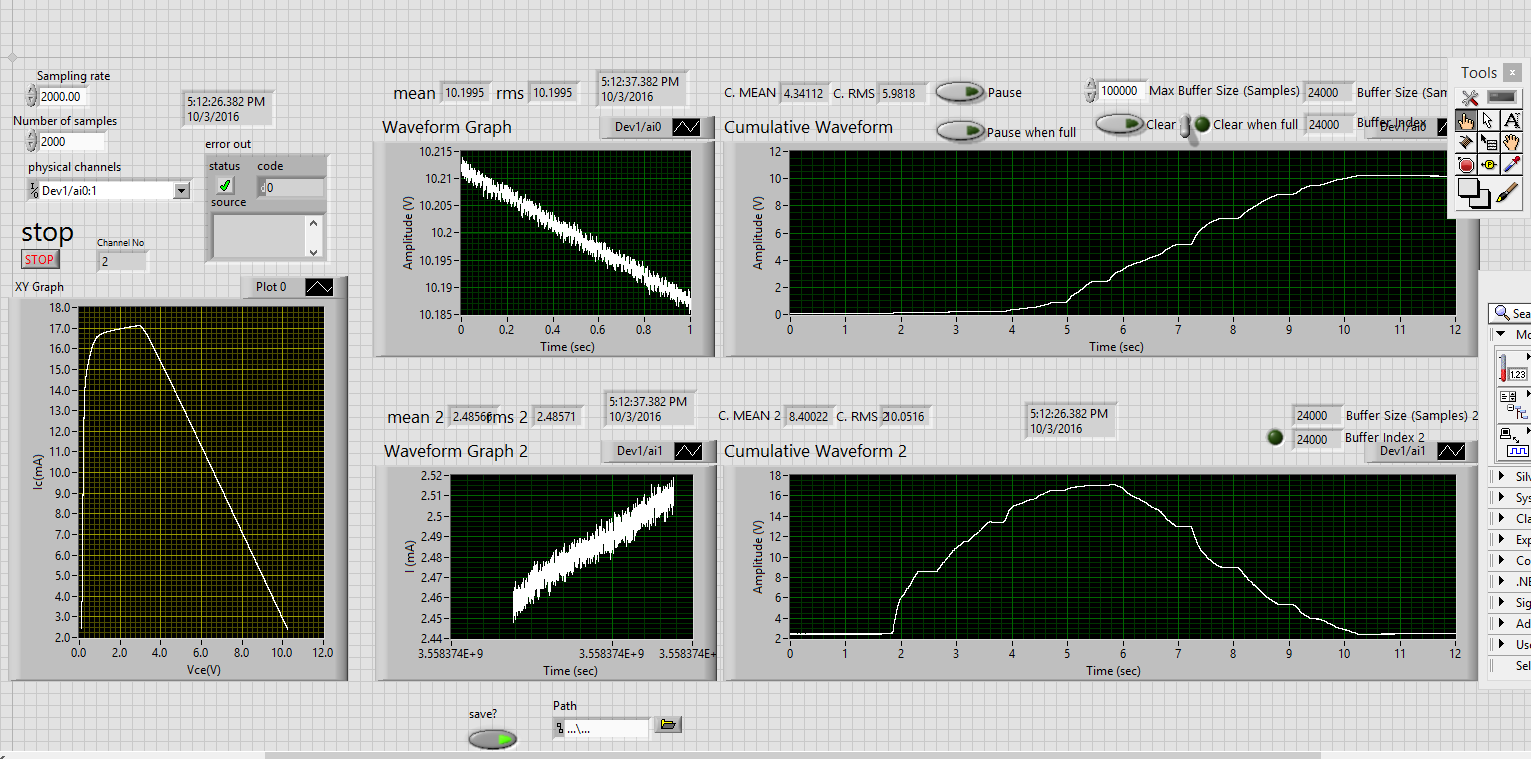 Sampling rate
2000.00
Number of samples
2000
physical channels
Dev1/ai0:1
stop
STOP
Channel No
2
5:12:26.382 PM
10/3/2016
error out
status code
d0
source
mean 10.1995 rms 10.1995
5:12:37.382 PM
10/3/2016
Waveform Graph
Dev1/ai0
10.215
10.21
10.205
10.2
10.195
10.19
10.185
Amplitude (V)
0 0.2 0.4 0.6 0.8 1
Time (sec)
C. MEAN 4.34112 C. RMS 5.9818
Pause
Pause when full
100000 Max Buffer Size (Samples)
24000 Buffer Size (Sam
Clear
Clear when full
24000 Buffer Index
Cumulative Waveform
Dev1/ai0
12
10
8
6
4
2
0
Amplitude (V)
0 1 2 3 4 5 6 7 8 9 10 11 12
Time (sec)
Tools
XY Graph
Plot 0
18.0
17.0
16.0
15.0
14.0
13.0
12.0
11.0
10.0
9.0
8.0
7.0
6.0
5.0
4.0
3.0
2.0
Ic(mA)
0.0 2.0 4.0 6.0 8.0 10.0 12.0
Vce(V)
mean 2 2.48566 ms 2 2.48571
5:12:37.382 PM
10/3/2016
Waveform Graph 2
Dev1/ai1
2.52
2.51
2.5
2.49
2.48
2.47
2.46
2.45
2.44
I (mA)
3.558374E+9 3.558374E+9 3.558374E+
Time (sec)
C. MEAN 2 8.40022 C. RMS 2 10.0516
5:12:26.382 PM
10/3/2016
24000 Buffer Size (Samples) 2
24000 Buffer Index 2
Cumulative Waveform 2
Dev1/ai1
18
16
14
12
10
8
6
4
2
Amplitude (V)
0 1 2 3 4 5 6 7 8 9 10 11 12
Time (sec)
save?
Path
...\...
Sea
Mo
1.23
Silv
Sys
Cla
Exp
Co
.NE
Sig
Ad
Use
Sel